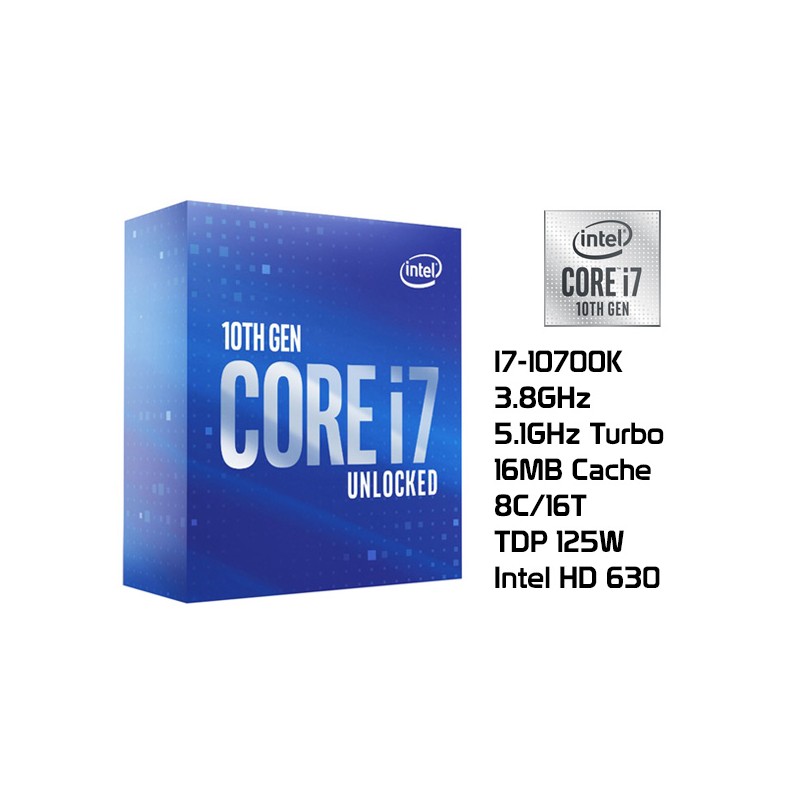 intel
10TH GEN
CORE i7
UNLOCKED
intel
CORE™ i7
10TH GEN
I7-10700K
3.8GHz
5.1GHz Turbo
16MB Cache
8C/16T
TDP 125W
Intel HD 630